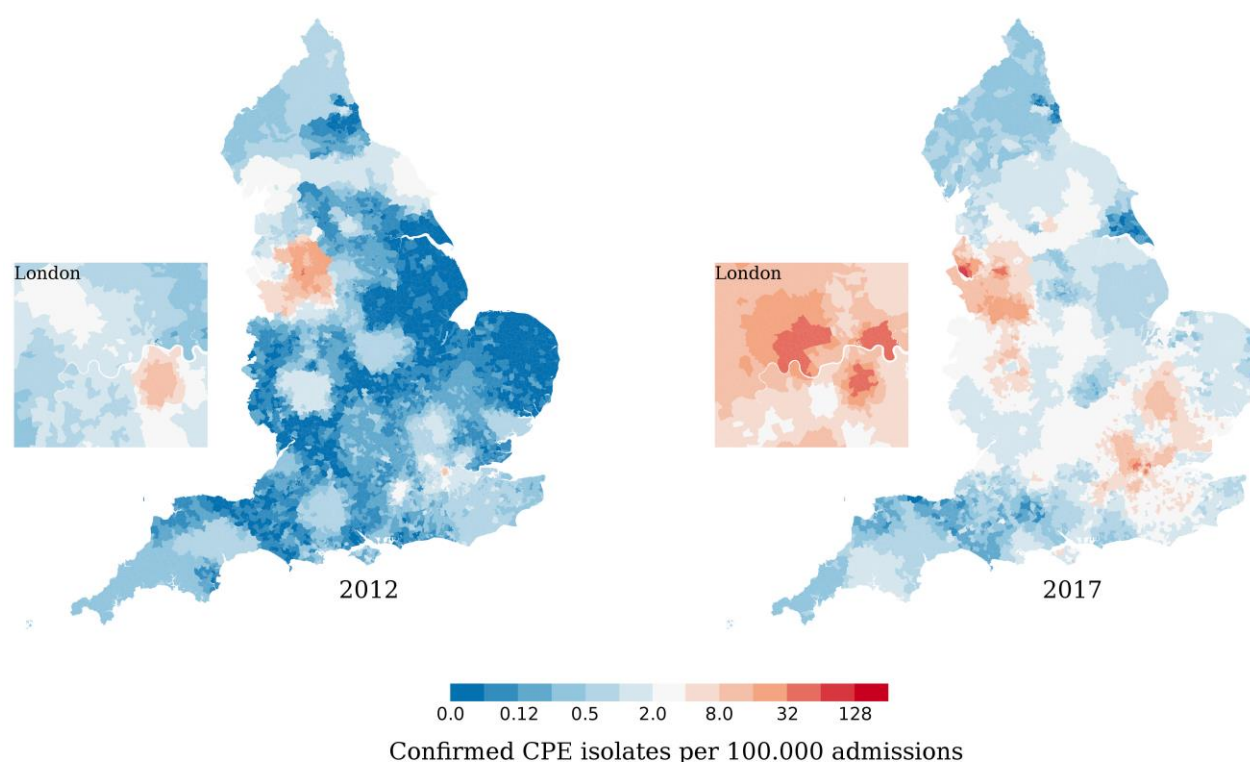 London
London
2012
2017
0.0 0.12 0.5 2.0 8.0 32 128
Confirmed CPE isolates per 100.000 admissions